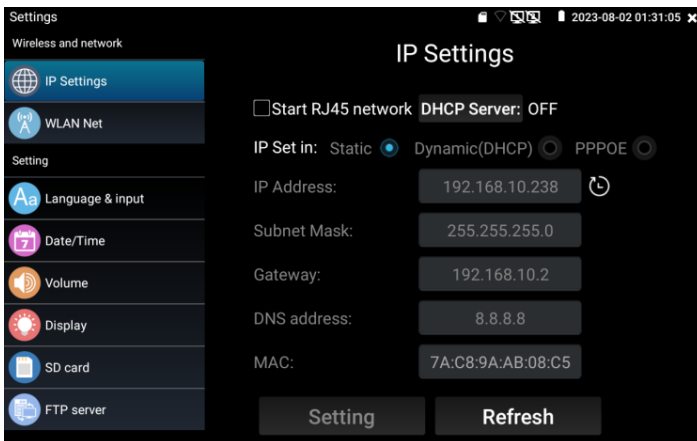 Settings
2023-08-02 01:31:05
Wireless and network
IP Settings
WLAN Net
Setting
Aa Language & input
7 Date/Time
Volume
Display
SD card
FTP server
IP Settings
Start RJ45 network DHCP Server: OFF
IP Set in: Static Dynamic(DHCP) PPPOE
IP Address: 192.168.10.238
Subnet Mask: 255.255.255.0
Gateway: 192.168.10.2
DNS address: 8.8.8.8
MAC: 7A:C8:9A:AB:08:C5
Setting Refresh